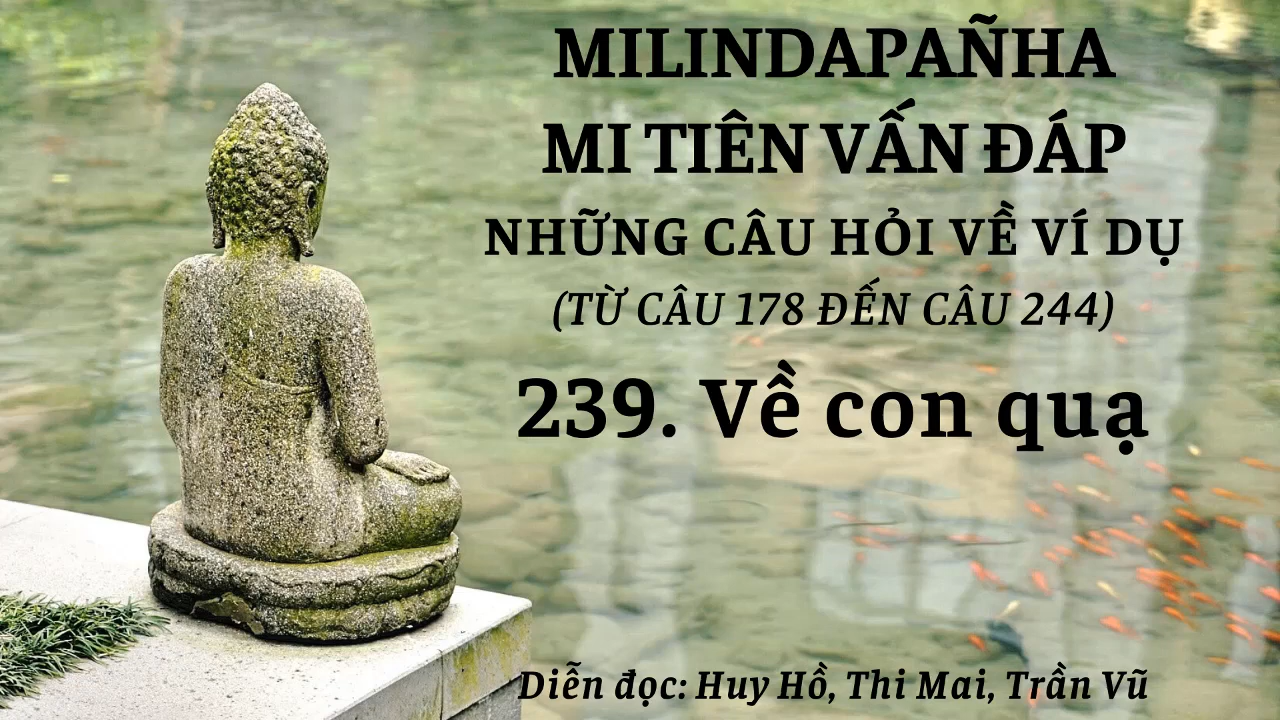 MILINDAPAÑHA
MI TIÊN VẤN ĐÁP
NHỮNG CÂU HỎI VỀ VÍ DỤ
(TỪ CÂU 178 ĐẾN CÂU 244)
239. Về con quạ
Diễn đọc: Huy Hồ, Thi Mai, Trần Vũ